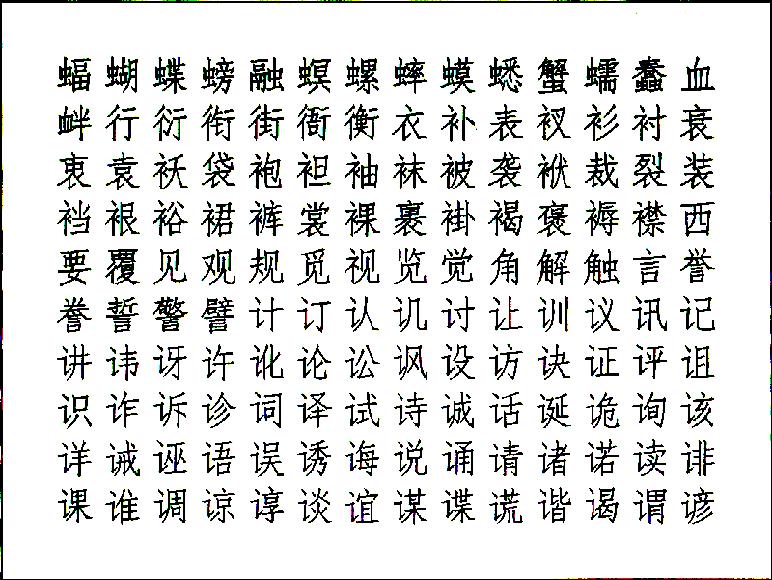 蝠蝴蝶螃融螟螺蟀蟆蟋蟹蠕蠢血
衅行衍衔街衙衡衣补表衩衫衬衰
衷袁袄袋袍袒袖袜被袭袱裁裂装
裆裉裕裙裤裳裸裹褂褐褒褥襟西
要覆见观规觅视览觉角解触言誉
誊誓警譬计订认讥讨让训议讯记
讲讳讶许讹论讼讽设访诀证评诅
识诈诉诊词译试诗诚话诞诡询该
详诫诬语误诱诲说诵请诸诺读诽
课谁调谅谆谈谊谋谍谎谐谒谓谚